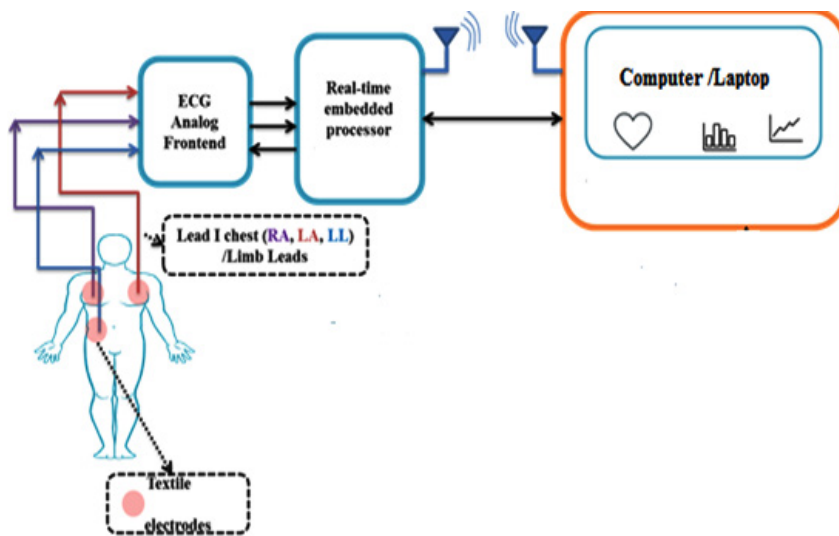 ECG
Analog
Frontend
Real-time
embedded
processor
Computer /Laptop
Lead I chest (RA, LA, LL)
/Limb Leads
Textile
electrodes